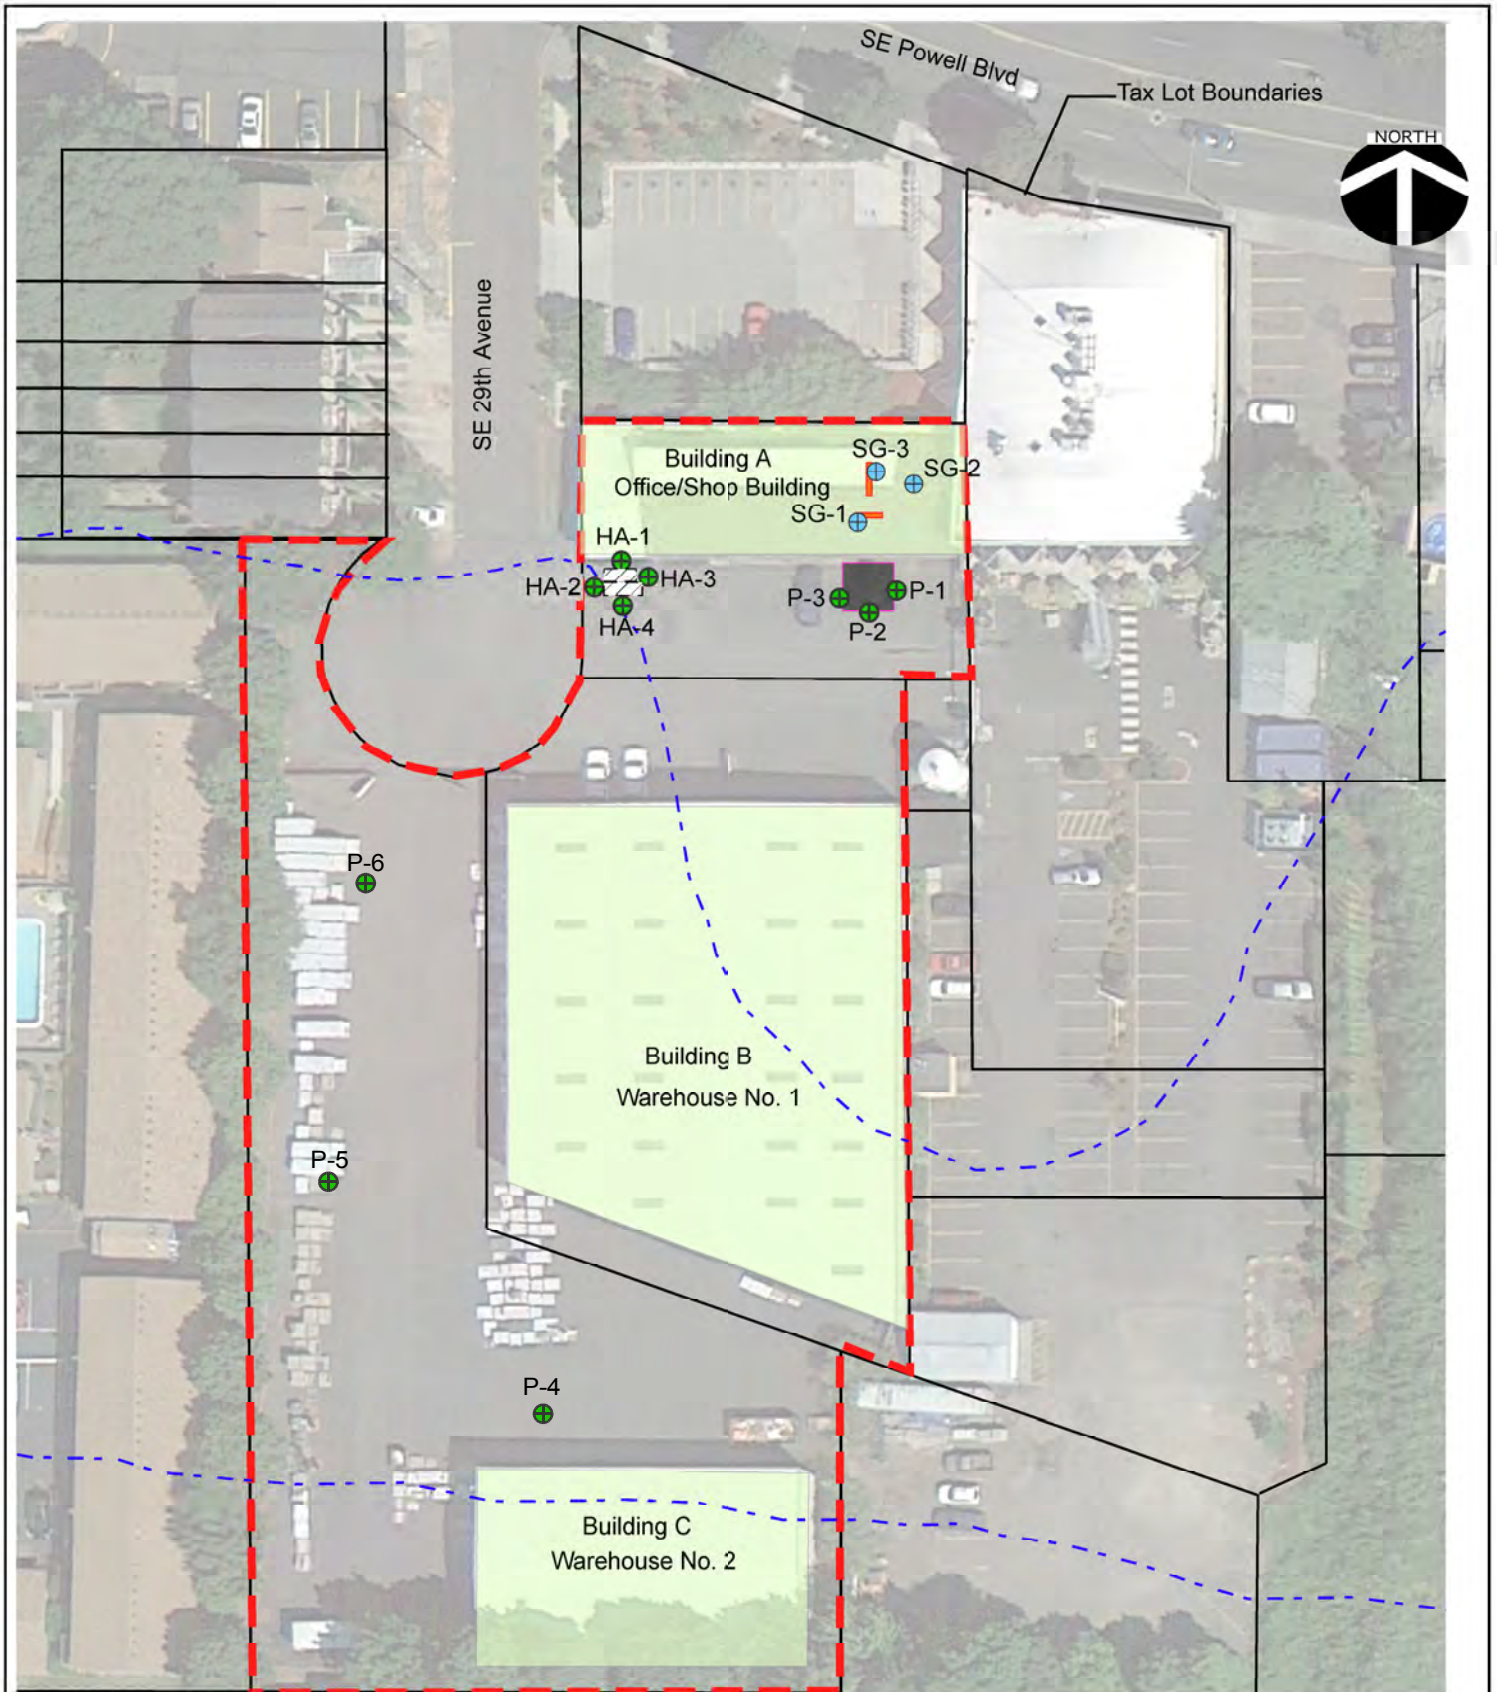 SE Powell Blvd
Tax Lot Boundaries
NORTH
SE 29th Avenue
Building A
Office/Shop Building
SG-3
SG-2
SG-1
HA-1
HA-2
HA-3
HA-4
P-3
P-1
P-2
P-6
Building B
Warehouse No. 1
P-5
P-4
Building C
Warehouse No. 2